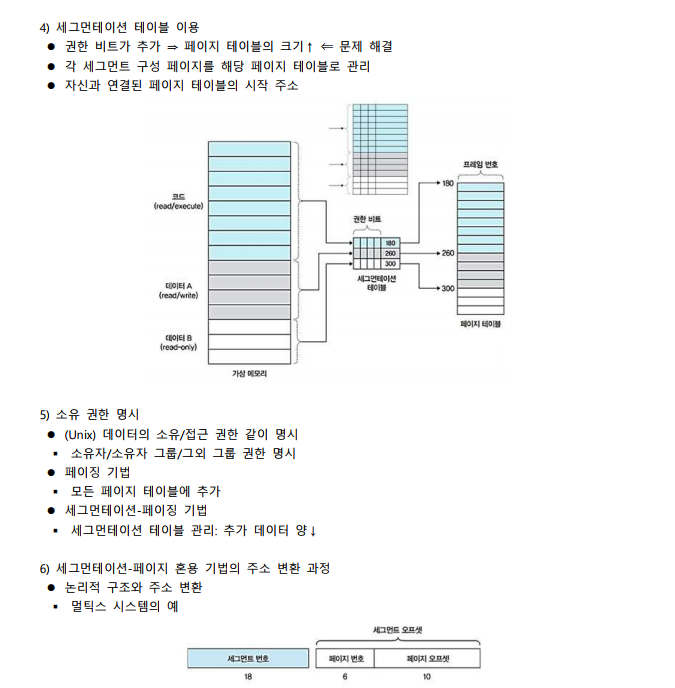 4) 세그먼테이션 테이블 이용
● 권한 비트가 추가 ⇒ 페이지 테이블의 크기↑ ⇐ 문제 해결
● 각 세그먼트 구성 페이지를 해당 페이지 테이블로 관리
● 자신과 연결된 페이지 테이블의 시작 주소
프레임 번호
180
코드
(read/execute)
권한 비트
180
260
260
300
세그먼테이션
테이블
데이터 A
(read/write)
300
페이지 테이블
데이터 B
(read-only)
가상 메모리
5) 소유 권한 명시
● (Unix) 데이터의 소유/접근 권한 같이 명시
▪ 소유자/소유자 그룹/그외 그룹 권한 명시
● 페이징 기법
▪ 모든 페이지 테이블에 추가
● 세그먼테이션-페이징 기법
▪ 세그먼테이션 테이블 관리: 추가 데이터 양↓
6) 세그먼테이션-페이지 혼용 기법의 주소 변환 과정
● 논리적 구조와 주소 변환
▪ 멀틱스 시스템의 예
세그먼트 오프셋
세그먼트 번호 페이지 번호 페이지 오프셋
18 6 10